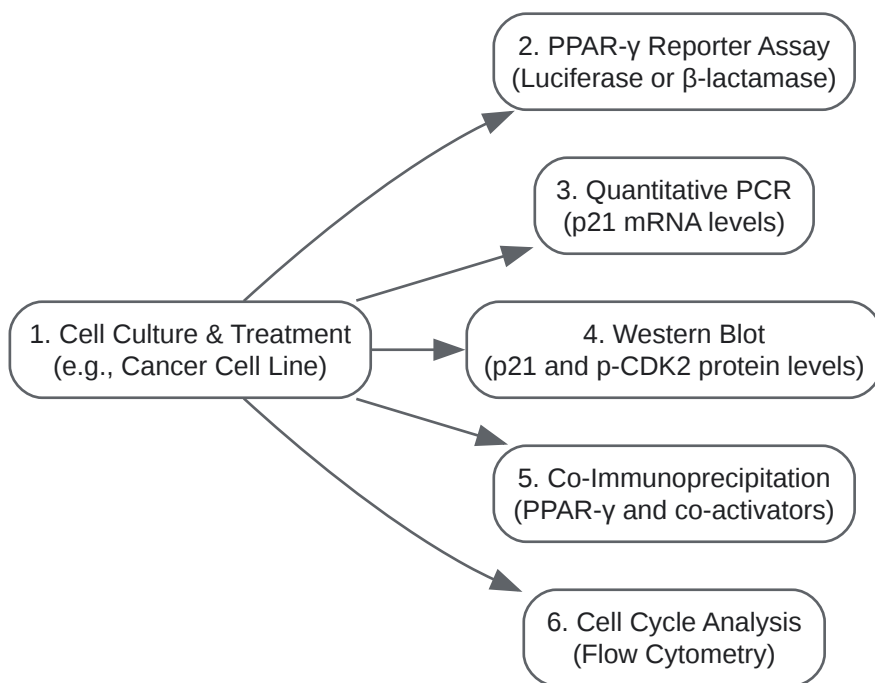 2. PPAR-γ Reporter Assay
(Luciferase or β-lactamase)
3. Quantitative PCR
(p21 mRNA levels)
1. Cell Culture & Treatment
(e.g., Cancer Cell Line)
4. Western Blot
(p21 and p-CDK2 protein levels)
5. Co-Immunoprecipitation
(PPAR-γ and co-activators)
6. Cell Cycle Analysis
(Flow Cytometry)